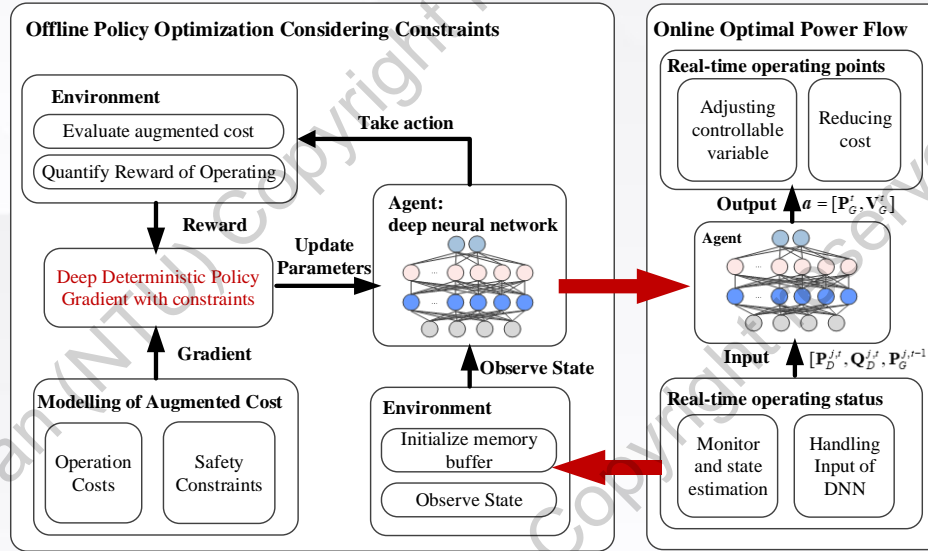 Offline Policy Optimization Considering Constraints
Environment
Evaluate augmented cost
Quantify Reward of Operating
Take action
Reward
Deep Deterministic Policy
Gradient with constraints
Update
Parameters
Agent:
deep neural network
...
...
Gradient
Modelling of Augmented Cost
Operation
Costs
Safety
Constraints
Observe State
Environment
Initialize memory
buffer
Observe State
Online Optimal Power Flow
Real-time operating points
Adjusting
controllable
variable
Reducing
cost
Output a = [P_G^t, V_G^t]
Agent
...
...
Input [P_D^{j,t}, Q_D^{j,t}, P_G^{j,t-1}
Real-time operating status
Monitor
and state
estimation
Handling
Input of
DNN
an (NTU) Copyright
Copyright